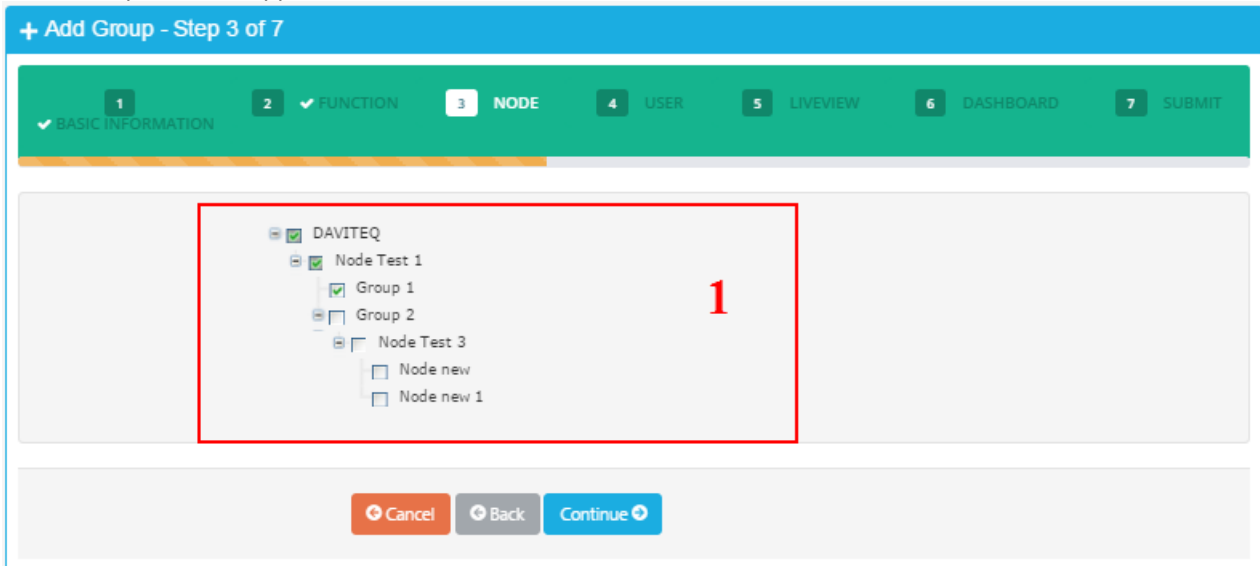 Add Group - Step 3 of 7
1 2 FUNCTION 3 NODE 4 USER 5 LIVEVIEW 6 DASHBOARD 7 SUBMIT
BASIC INFORMATION
DAVITEQ
Node Test 1
Group 1
1
Group 2
Node Test 3
Node new
Node new 1
Cancel Back Continue